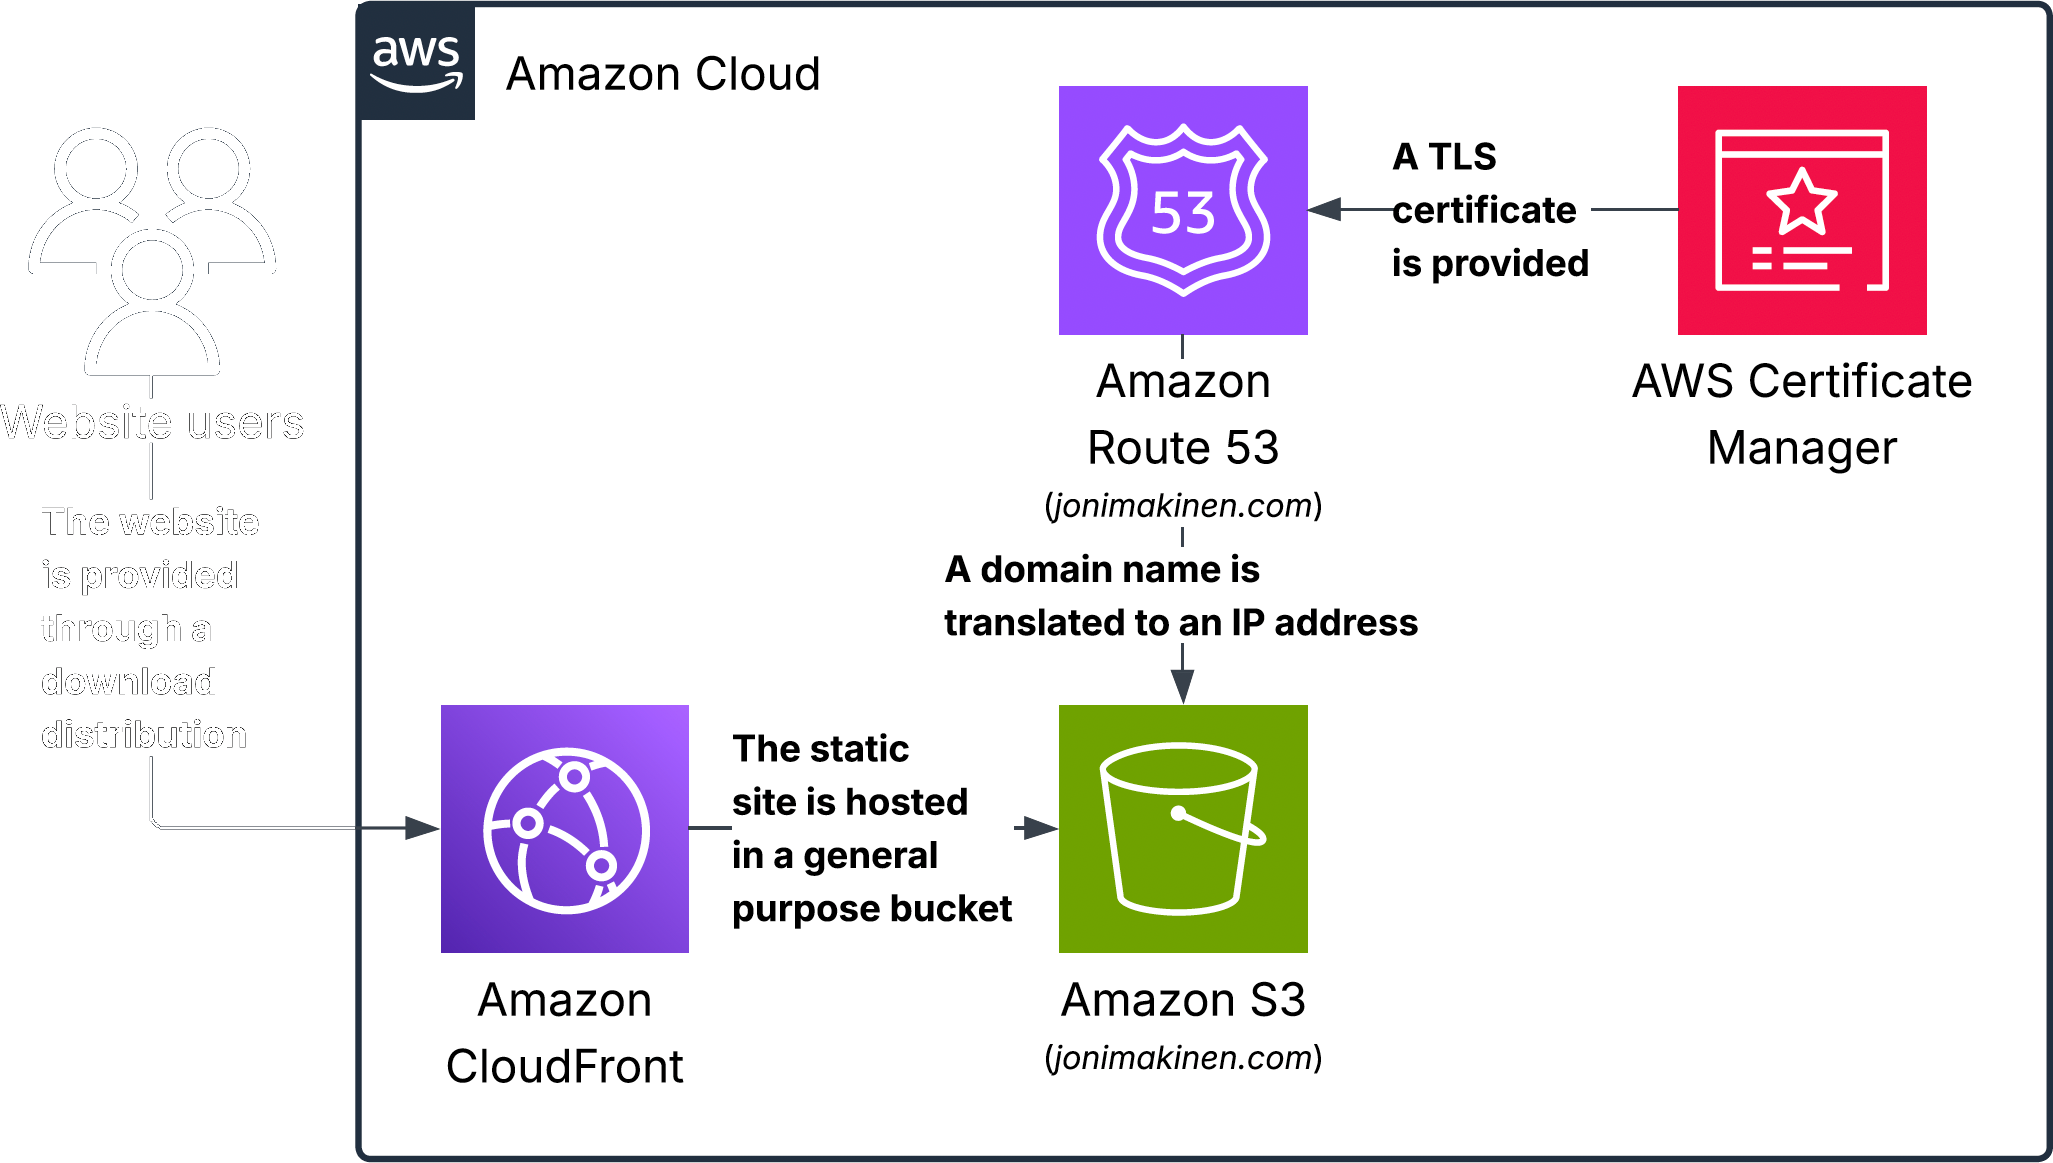 aws
Amazon Cloud
Website users
The website
is provided
through a
download
distribution
53
Amazon
Route 53
(jonimakinen.com)
A TLS
certificate
is provided
AWS Certificate
Manager
A domain name is
translated to an IP address
Amazon
CloudFront
The static
site is hosted
in a general
purpose bucket
Amazon S3
(jonimakinen.com)